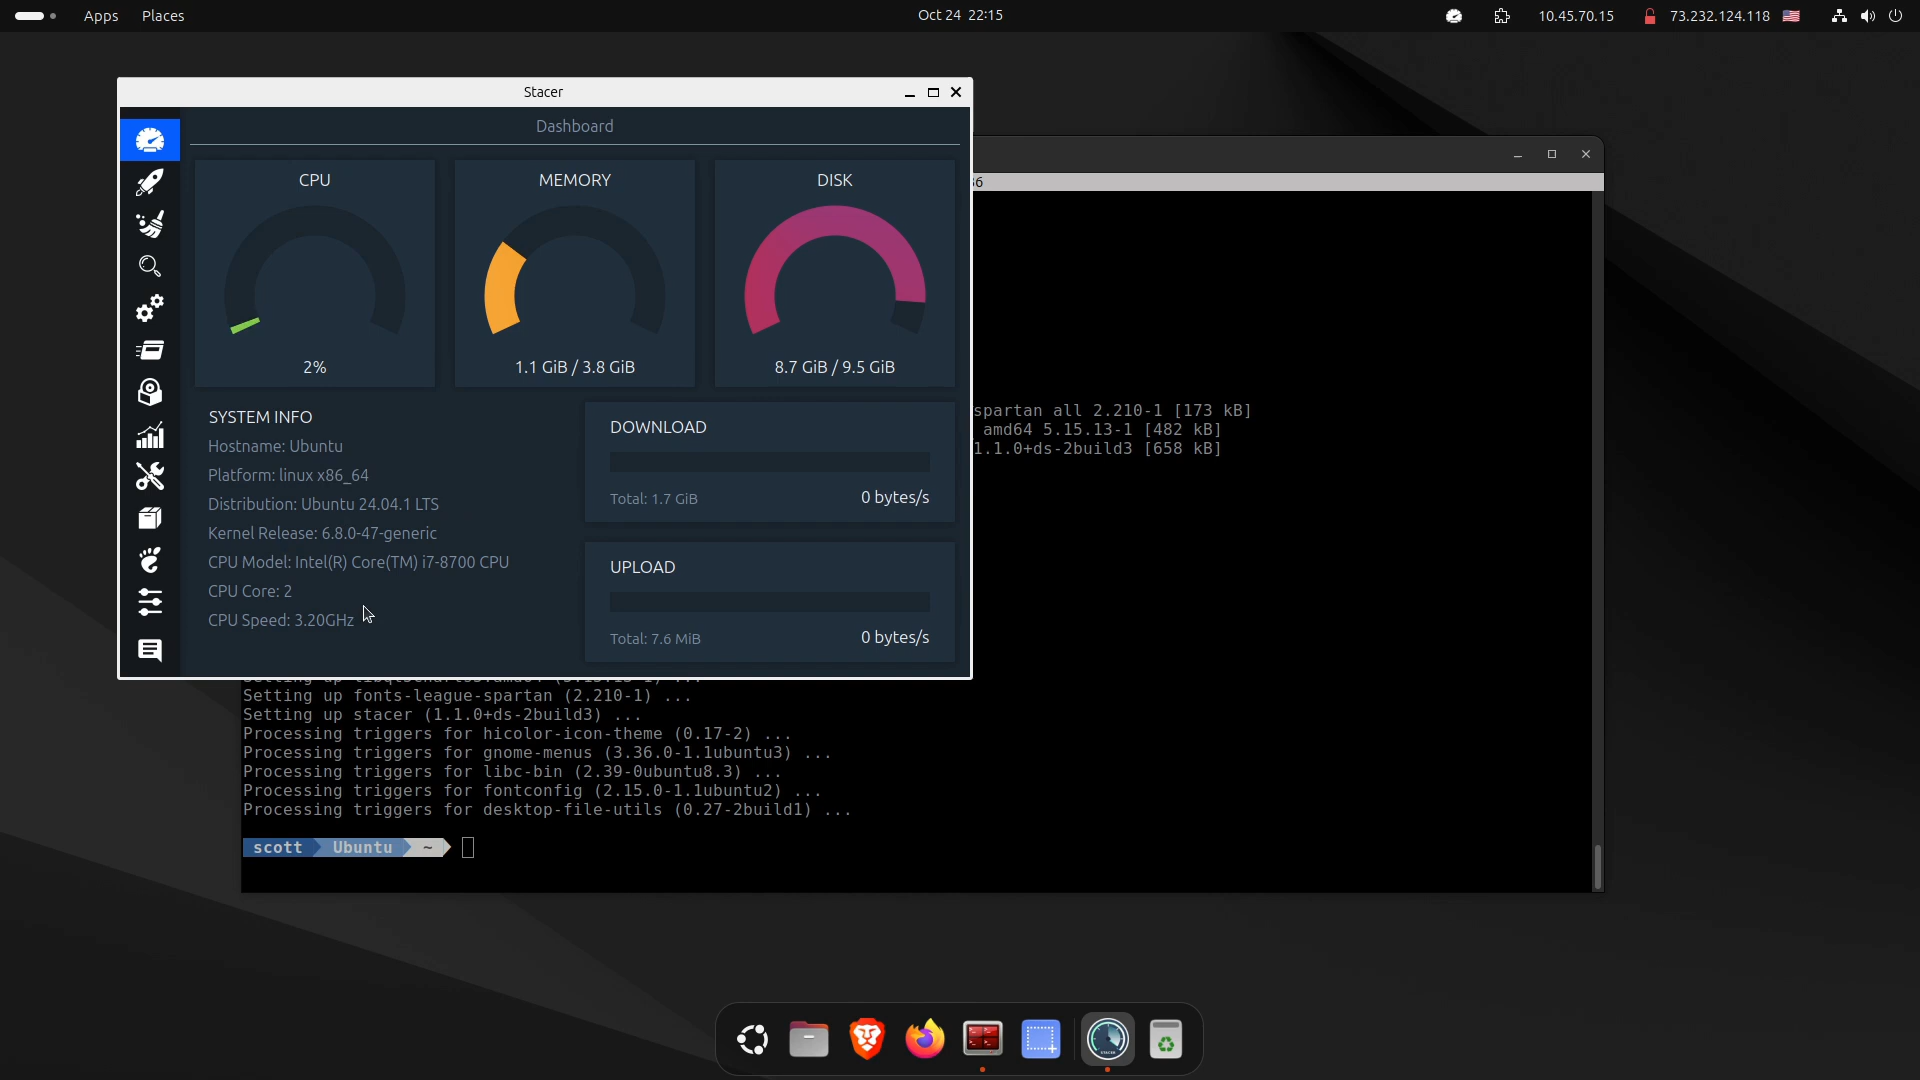 Apps Places
Oct 24 22:15
10.45.70.15 73.232.124.118
Stacer
Dashboard
CPU
2%
MEMORY
1.1 GiB / 3.8 GiB
DISK
8.7 GiB / 9.5 GiB
SYSTEM INFO
Hostname: Ubuntu
Platform: linux x86_64
Distribution: Ubuntu 24.04.1 LTS
Kernel Release: 6.8.0-47-generic
CPU Model: Intel(R) Core(TM) i7-8700 CPU
CPU Core: 2
CPU Speed: 3.20GHz
DOWNLOAD
Total: 1.7 GiB 0 bytes/s
UPLOAD
Total: 7.6 MiB 0 bytes/s
spartan all 2.210-1 [173 kB]
amd64 5.15.13-1 [482 kB]
1.1.0+ds-2build3 [658 kB]
Setting up fonts-league-spartan (2.210-1) ...
Setting up stacer (1.1.0+ds-2build3) ...
Processing triggers for hicolor-icon-theme (0.17-2) ...
Processing triggers for gnome-menus (3.36.0-1.1ubuntu3) ...
Processing triggers for libc-bin (2.39-0ubuntu8.3) ...
Processing triggers for fontconfig (2.15.0-1.1ubuntu2) ...
Processing triggers for desktop-file-utils (0.27-2build1) ...
scott Ubuntu ~